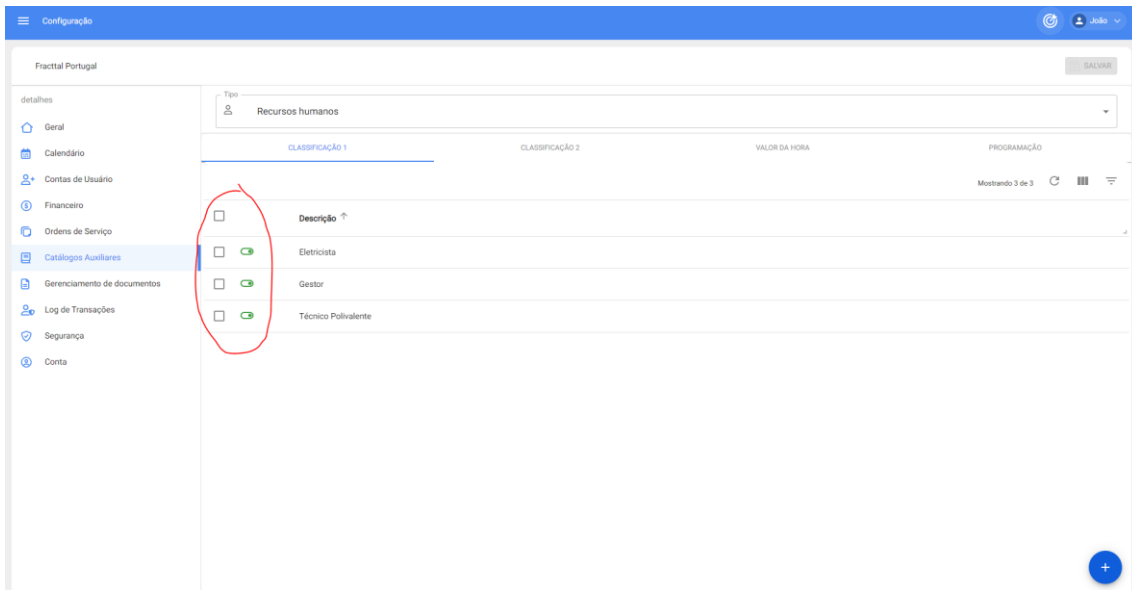 Configuração
João
Fracttal Portugal
SALVAR
detalhes
Geral
Calendário
Contas de Usuário
Financeiro
Ordens de Serviço
Catálogos Auxiliares
Gerenciamento de documentos
Log de Transações
Segurança
Conta
Tipo
Recursos humanos
CLASSIFICAÇÃO 1 CLASSIFICAÇÃO 2 VALOR DA HORA PROGRAMAÇÃO
Mostrando 3 de 3
Descrição
Eletricista
Gestor
Técnico Polivalente